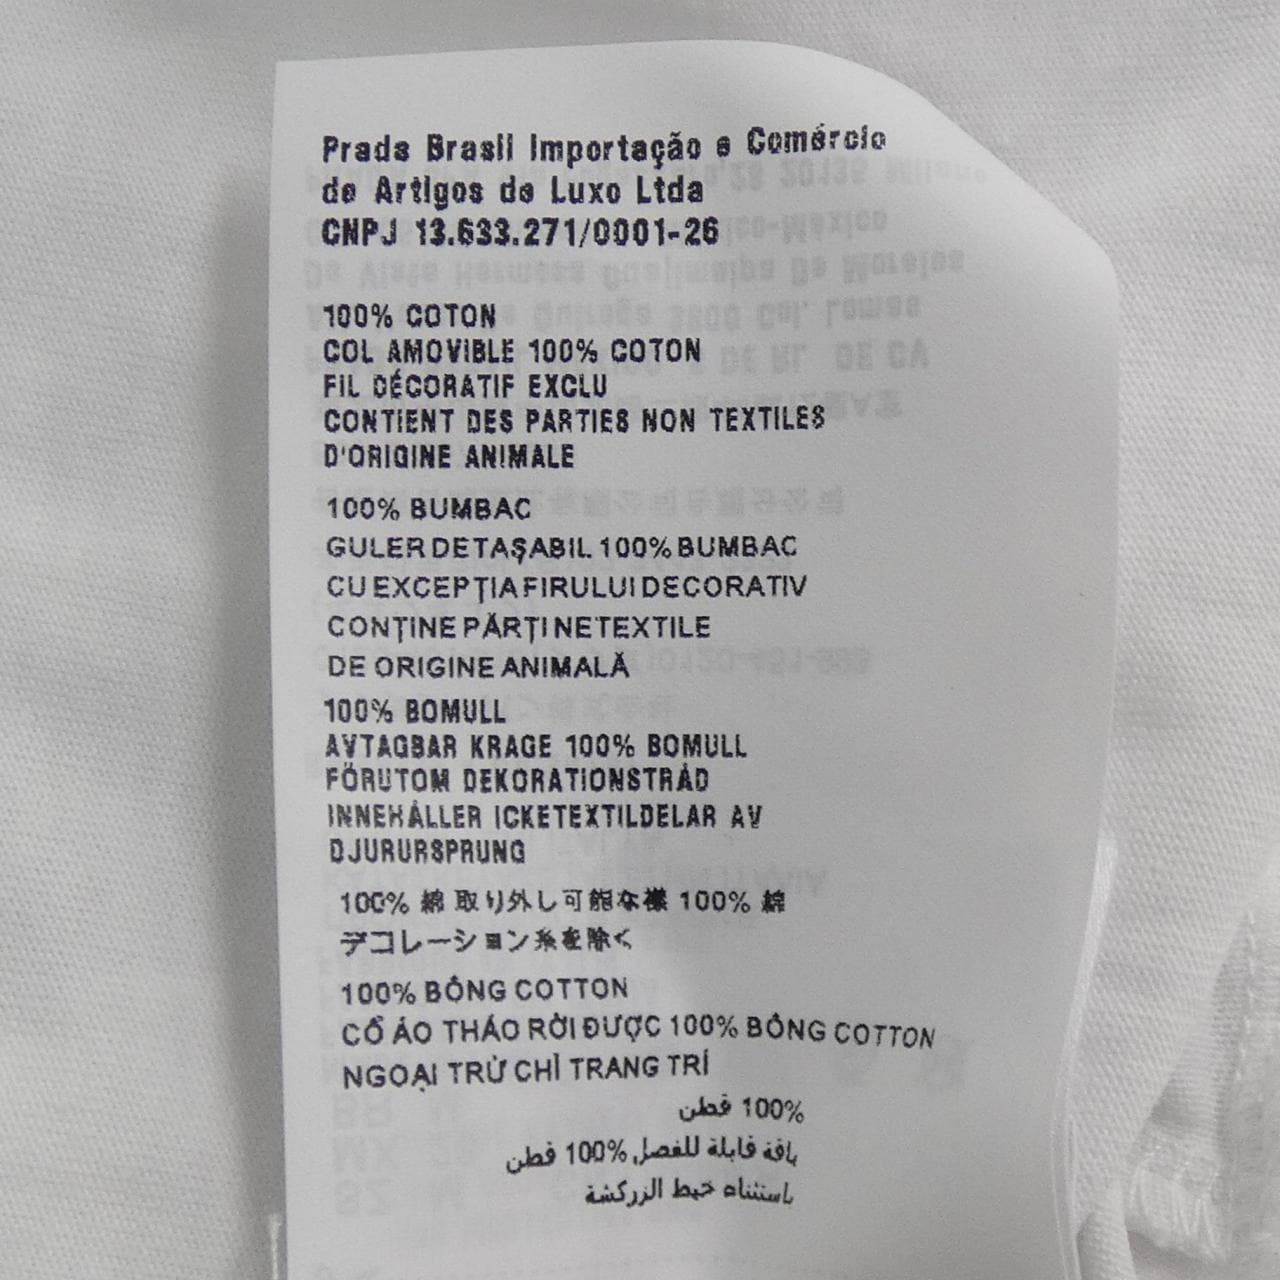 Prada Brasil Importação e Comércio
de Artigos de Luxo Ltda
CNPJ 13.633.271/0001-26
100% COTON
COL AMOVIBLE 100% COTON
FIL DÉCORATIF EXCLU
CONTIENT DES PARTIES NON TEXTILES
D'ORIGINE ANIMALE
100% BUMBAC
GULER DETAȘABIL 100% BUMBAC
CU EXCEPȚIA FIRULUI DECORATIV
CONȚINE PĂRȚI NETEXTILE
DE ORIGINE ANIMALĂ
100% BOMULL
AVTAGBAR KRAGE 100% BOMULL
FÖRUTOM DEKORATIONSTRÅD
INNEHÅLLER ICKETEXTILDELAR AV
DJURURSPRUNG
100% 綿 取り外し可能な襟 100% 綿
デコレーション糸を除く
100% BÔNG COTTON
CỔ ÁO THÁO RỜI ĐƯỢC 100% BÔNG COTTON
NGOẠI TRỪ CHỈ TRANG TRÍ
100% قطن
ياقة قابلة للفصل 100% قطن
باستثناء خيط الزركشة